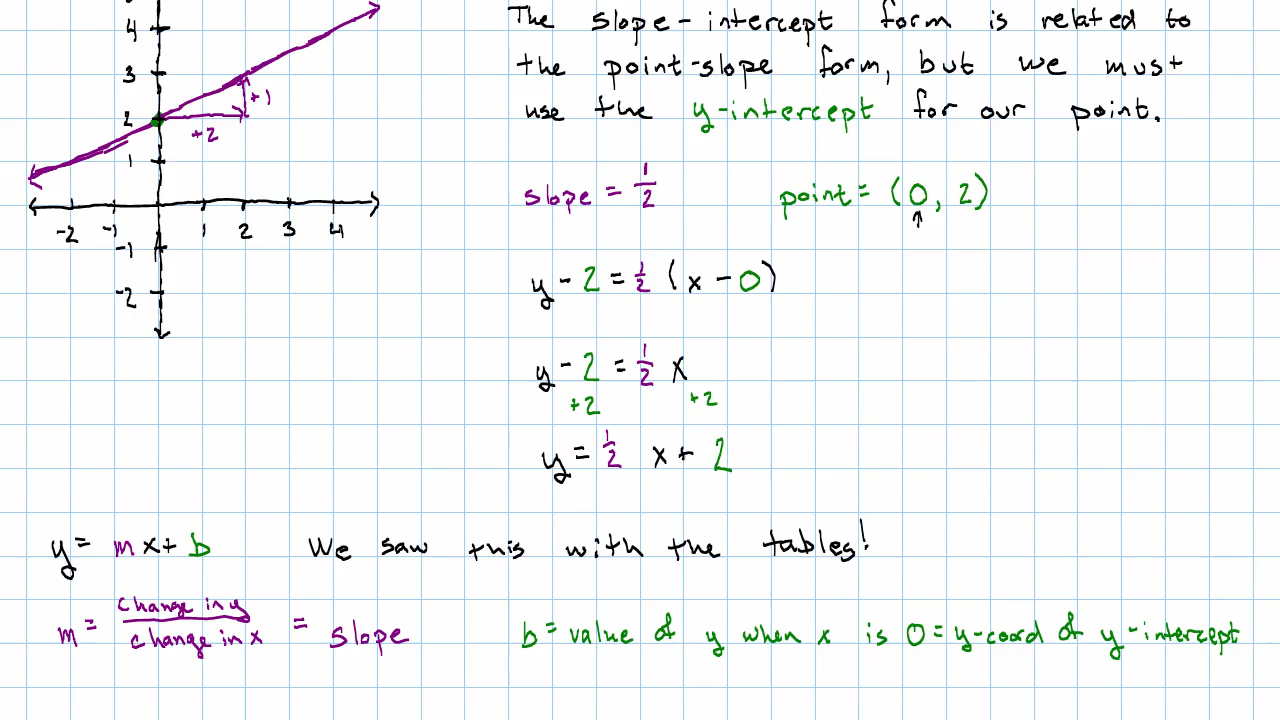 The slope-intercept form is related to
the point-slope form, but we must
use the y-intercept for our point.
4
3
2
1
+1
+2
-2 -1 1 2 3 4
-1
-2
slope = 1/2 point = (0, 2)
↑
y - 2 = 1/2 (x - 0)
y - 2 = 1/2 x
+2 +2
y = 1/2 x + 2
y = mx + b We saw this with the tables!
m = change in y / change in x = slope b = value of y when x is 0 = y-coord of y-intercept